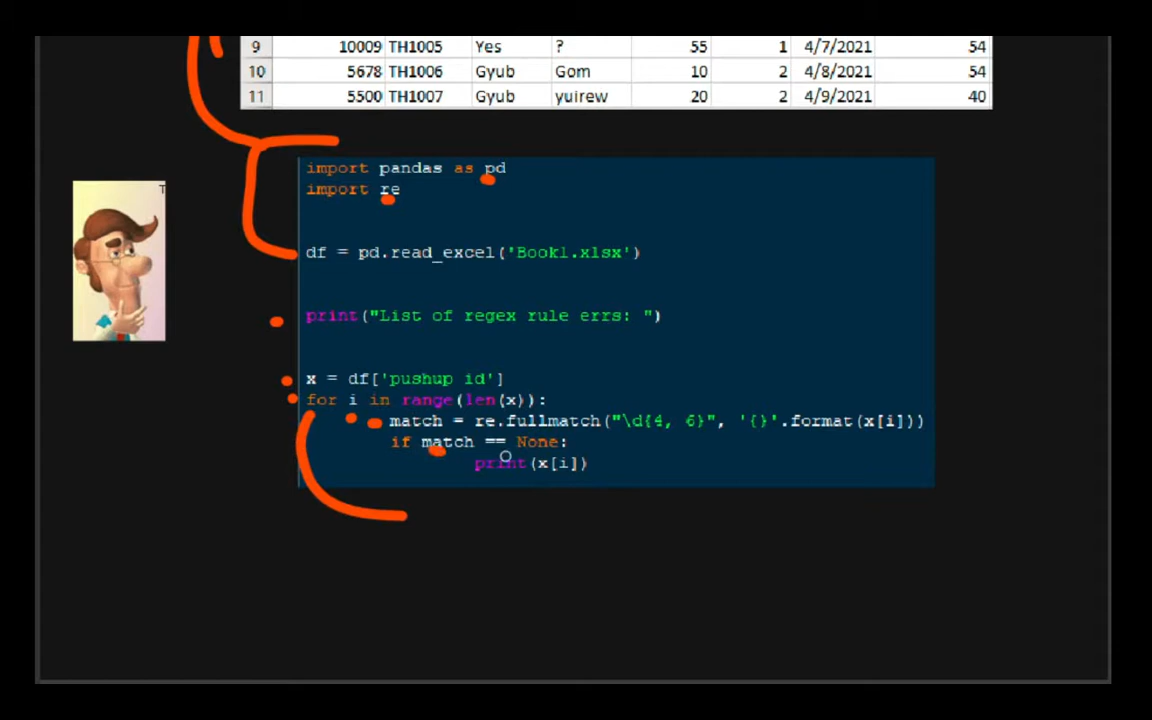 9 10009 TH1005 Yes ? 55 1 4/7/2021 54
10 5678 TH1006 Gyub Gom 10 2 4/8/2021 54
11 5500 TH1007 Gyub yuirew 20 2 4/9/2021 40
import pandas as pd
import re
df = pd.read_excel('Book1.xlsx')
print("List of regex rule errs: ")
x = df['pushup id']
for i in range(len(x)):
match = re.fullmatch("\d{4, 6}", '{}'.format(x[i]))
if match == None:
print(x[i])